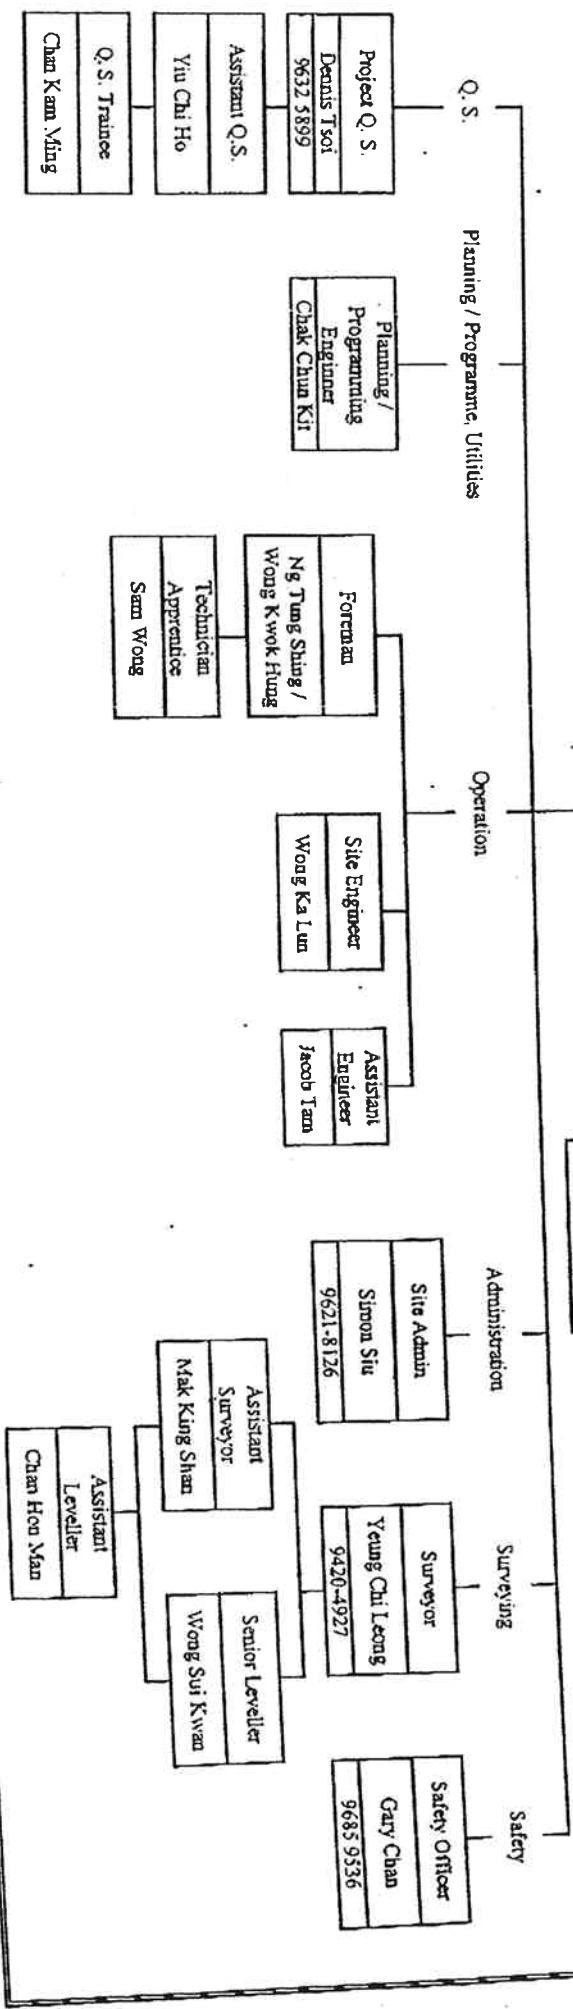 Q. S.
Project Q. S.
Dennis Tsoi
9632 5899
Assistant Q.S.
Yiu Chi Ho
Q.S. Trainee
Chan Kam Ming
Planning / Programme, Utilities
Planning /
Programming
Enginner
Chak Chun Kit
Operation
Foreman
Ng Tung Shing /
Wong Kwok Hung
Technician
Apprentice
Sam Wong
Site Engineer
Wong Ka Lun
Assistant
Engineer
Jacob Tam
Administration
Site Admin
Simon Siu
9621-8126
Surveying
Surveyor
Yeung Chi Leong
9420-4927
Assistant
Surveyor
Mak King Shan
Senior Leveller
Wong Sui Kwan
Assistant
Leveller
Chan Hon Man
Safety
Safety Officer
Gary Chan
9685 9536